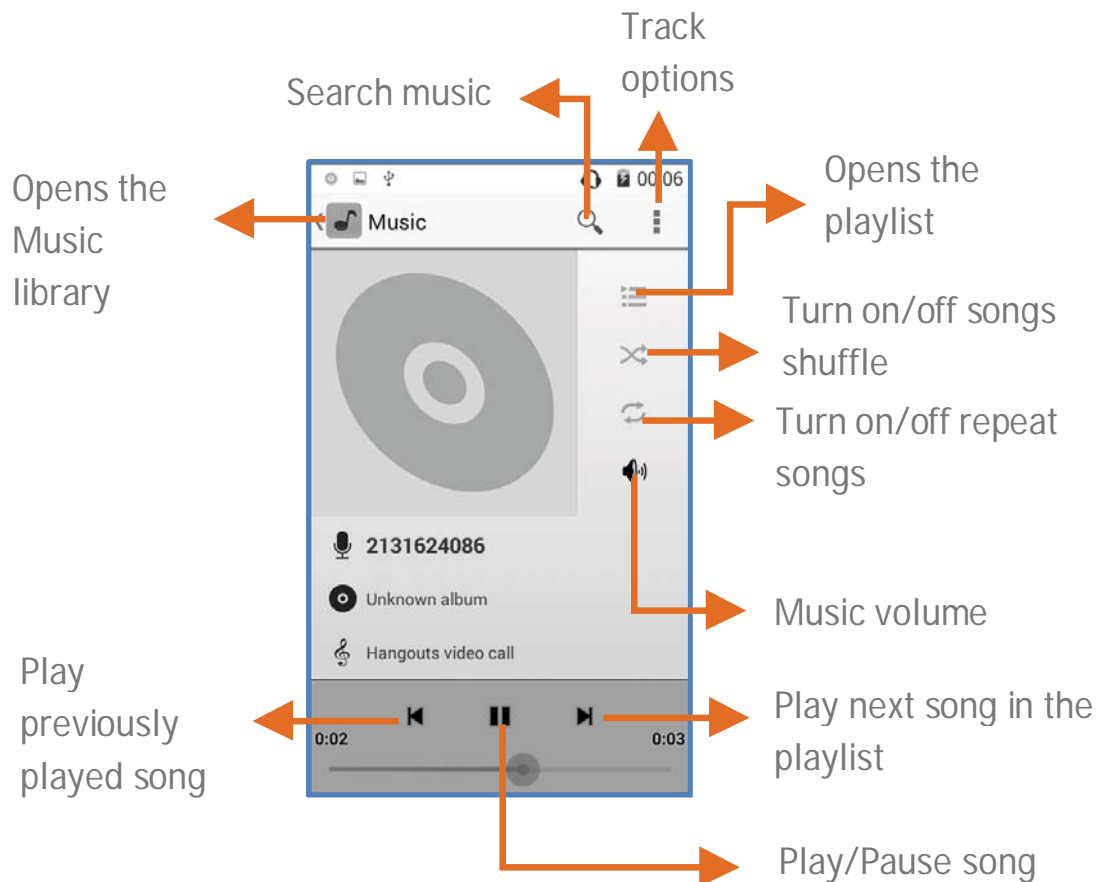 Track
options
Search music
Opens the
Music
library
Opens the
playlist
00:06
Music
Turn on/off songs
shuffle
Turn on/off repeat
songs
2131624086
Unknown album
Hangouts video call
Music volume
Play
previously
played song
Play next song in the
playlist
0:02
0:03
Play/Pause song